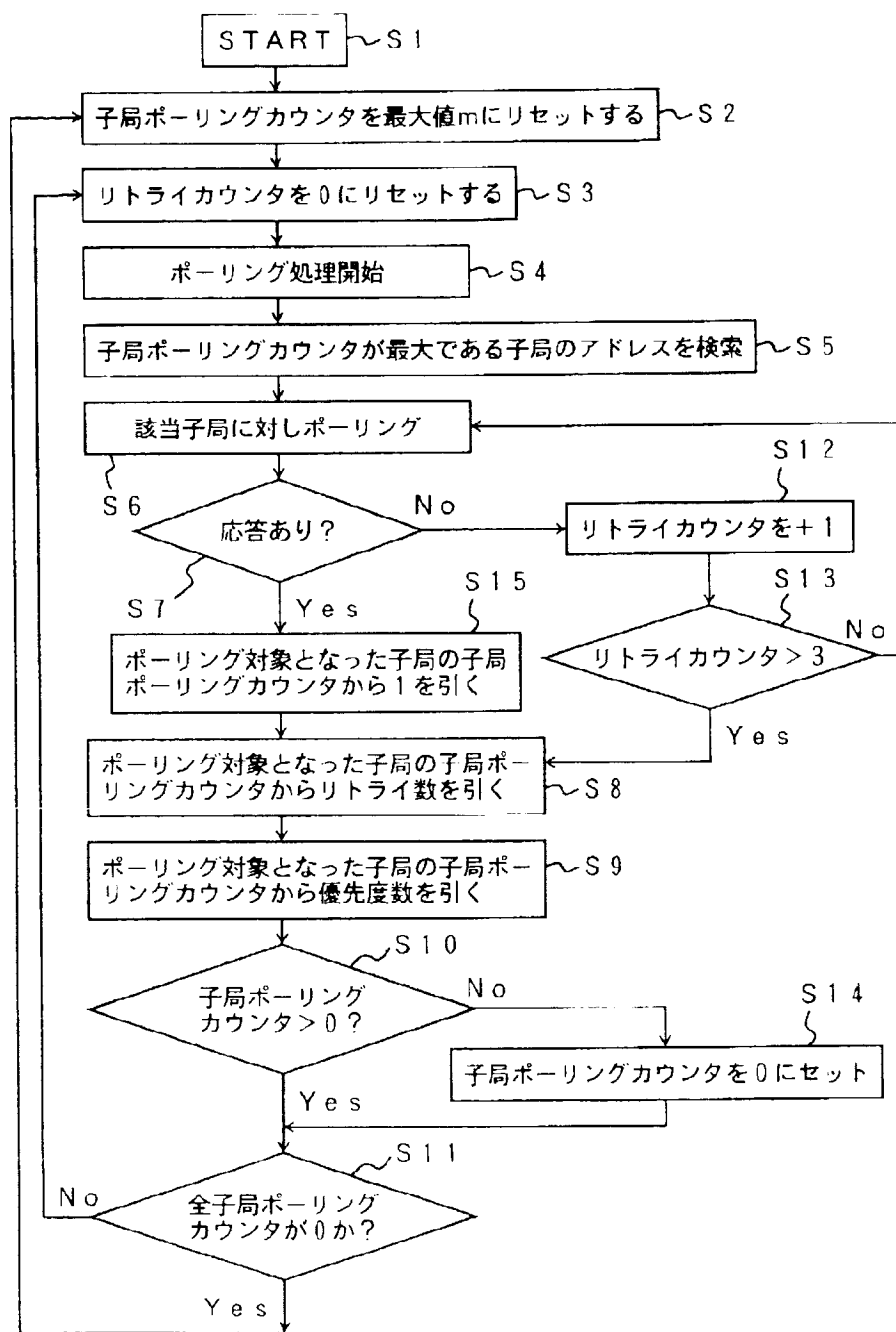 START
S1
子局ポーリングカウンタを最大値mにリセットする
S2
リトライカウンタを0にリセットする
S3
ポーリング処理開始
S4
子局ポーリングカウンタが最大である子局のアドレスを検索
S5
該当子局に対しポーリング
S6
S12
応答あり?
No
リトライカウンタを+1
S7
Yes
S15
S13
ポーリング対象となった子局の子局
ポーリングカウンタから1を引く
リトライカウンタ>3
No
Yes
ポーリング対象となった子局の子局ポー
リングカウンタからリトライ数を引く
S8
ポーリング対象となった子局の子局ポー
リングカウンタから優先度数を引く
S9
S10
子局ポーリング
カウンタ>0?
No
S14
子局ポーリングカウンタを0にセット
Yes
S11
No
全子局ポーリング
カウンタが0か?
Yes